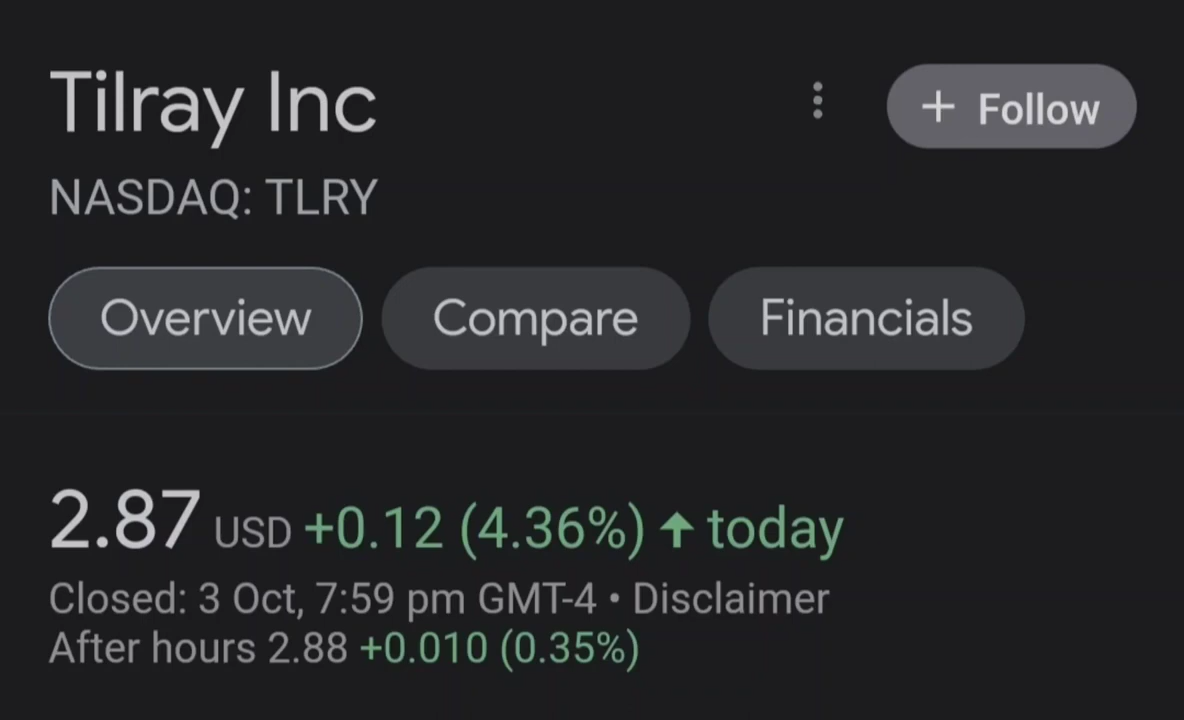 Tilray Inc
+ Follow
NASDAQ: TLRY
Overview
Compare
Financials
2.87 USD +0.12 (4.36%) ↑ today
Closed: 3 Oct, 7:59 pm GMT-4 • Disclaimer
After hours 2.88 +0.010 (0.35%)